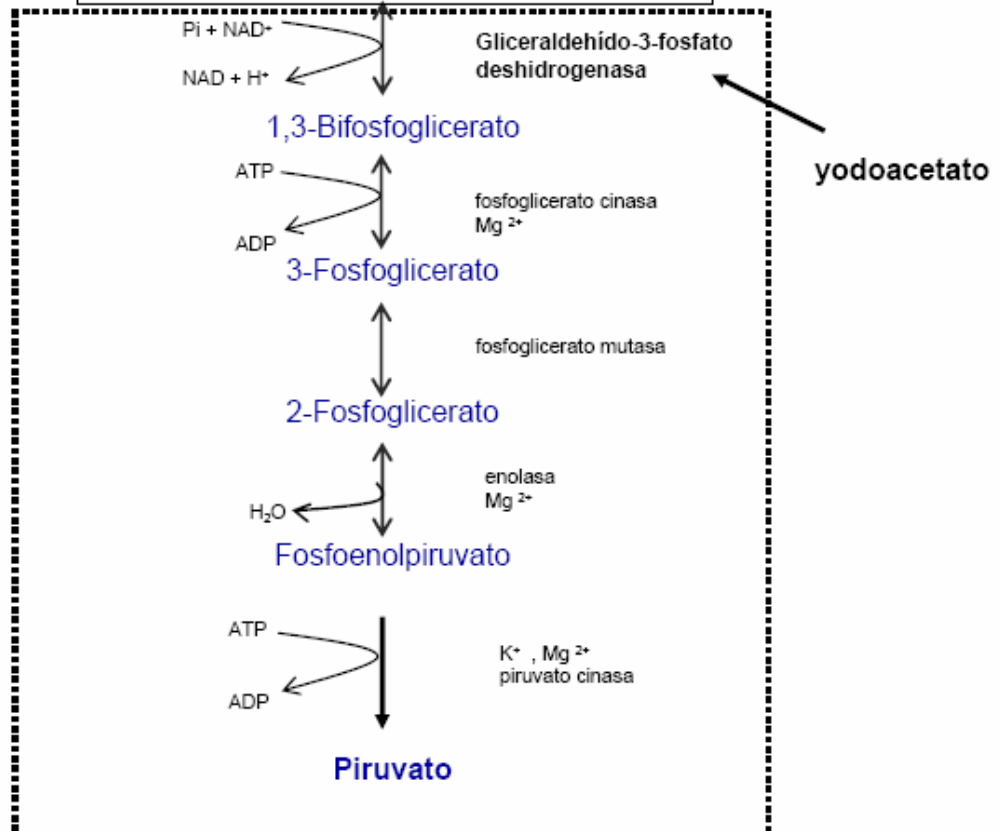 Pi + NAD⁺
Gliceraldehído-3-fosfato
deshidrogenasa
NAD + H⁺
1,3-Bifosfoglicerato
yodoacetato
ATP
fosfoglicerato cinasa
Mg ²⁺
ADP
3-Fosfoglicerato
fosfoglicerato mutasa
2-Fosfoglicerato
enolasa
Mg ²⁺
H₂O
Fosfoenolpiruvato
ATP
K⁺ , Mg ²⁺
piruvato cinasa
ADP
Piruvato